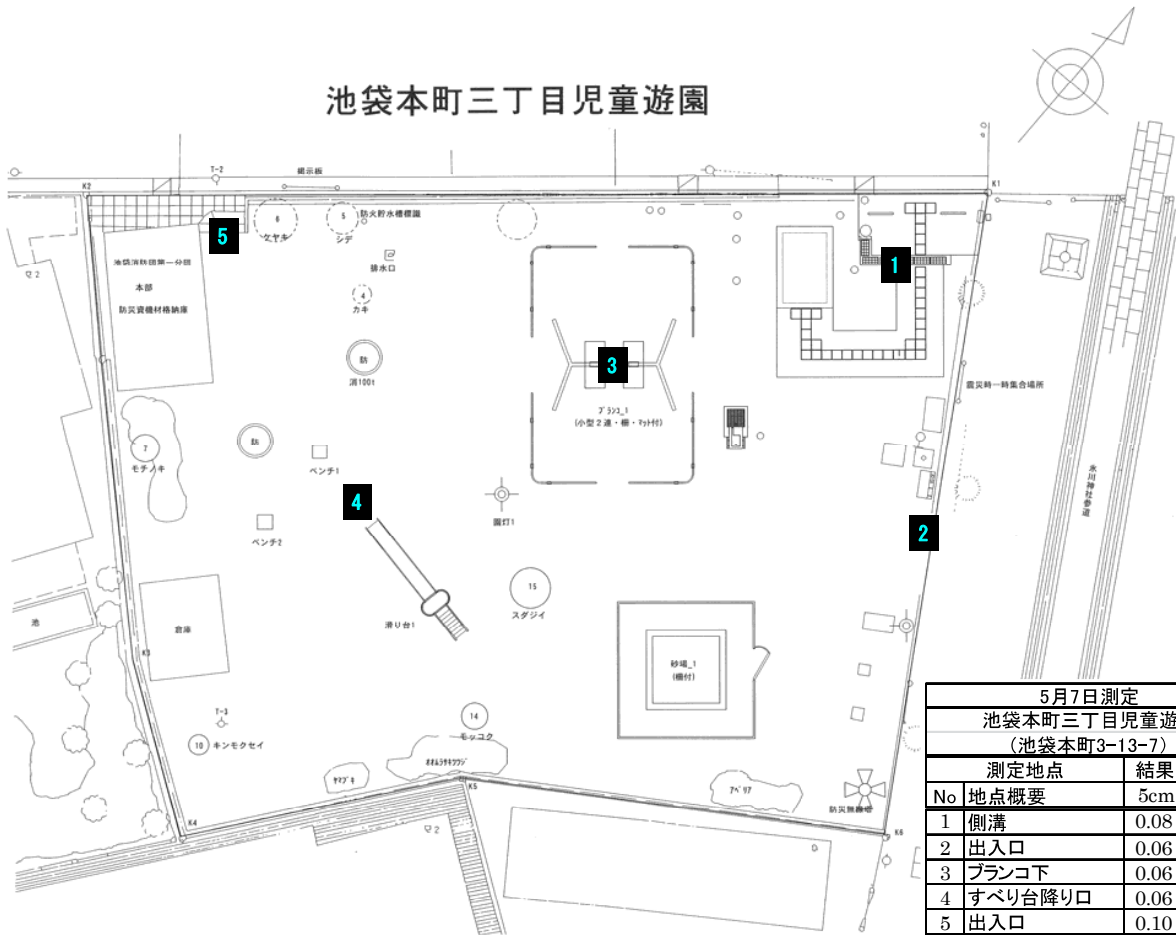 池袋本町三丁目児童遊園
T-2
掲示板
K2
K1
6
ケヤキ
5
シデ
防火貯水槽標識
5
1
池袋消防団第一分団
本部
防災資機材格納庫
排水口
4
カキ
防
消100t
3
ブランコ_1
(小型2連・柵・マット付)
震災時一時集合場所
7
モチノキ
防
ベンチ1
4
園灯1
2
氷川神社参道
ベンチ2
15
スダジイ
池
倉庫
滑り台1
砂場_1
(柵付)
K3
T-3
10 キンモクセイ
14
モッコク
オオムラサキツツジ
ヤマブキ
K5
アベリア
防災無線塔
K4
K6
5月7日測定
池袋本町三丁目児童遊
(池袋本町3-13-7)
測定地点 結果
No 地点概要 5cm
1 側溝 0.08
2 出入口 0.06
3 ブランコ下 0.06
4 すべり台降り口 0.06
5 出入口 0.10